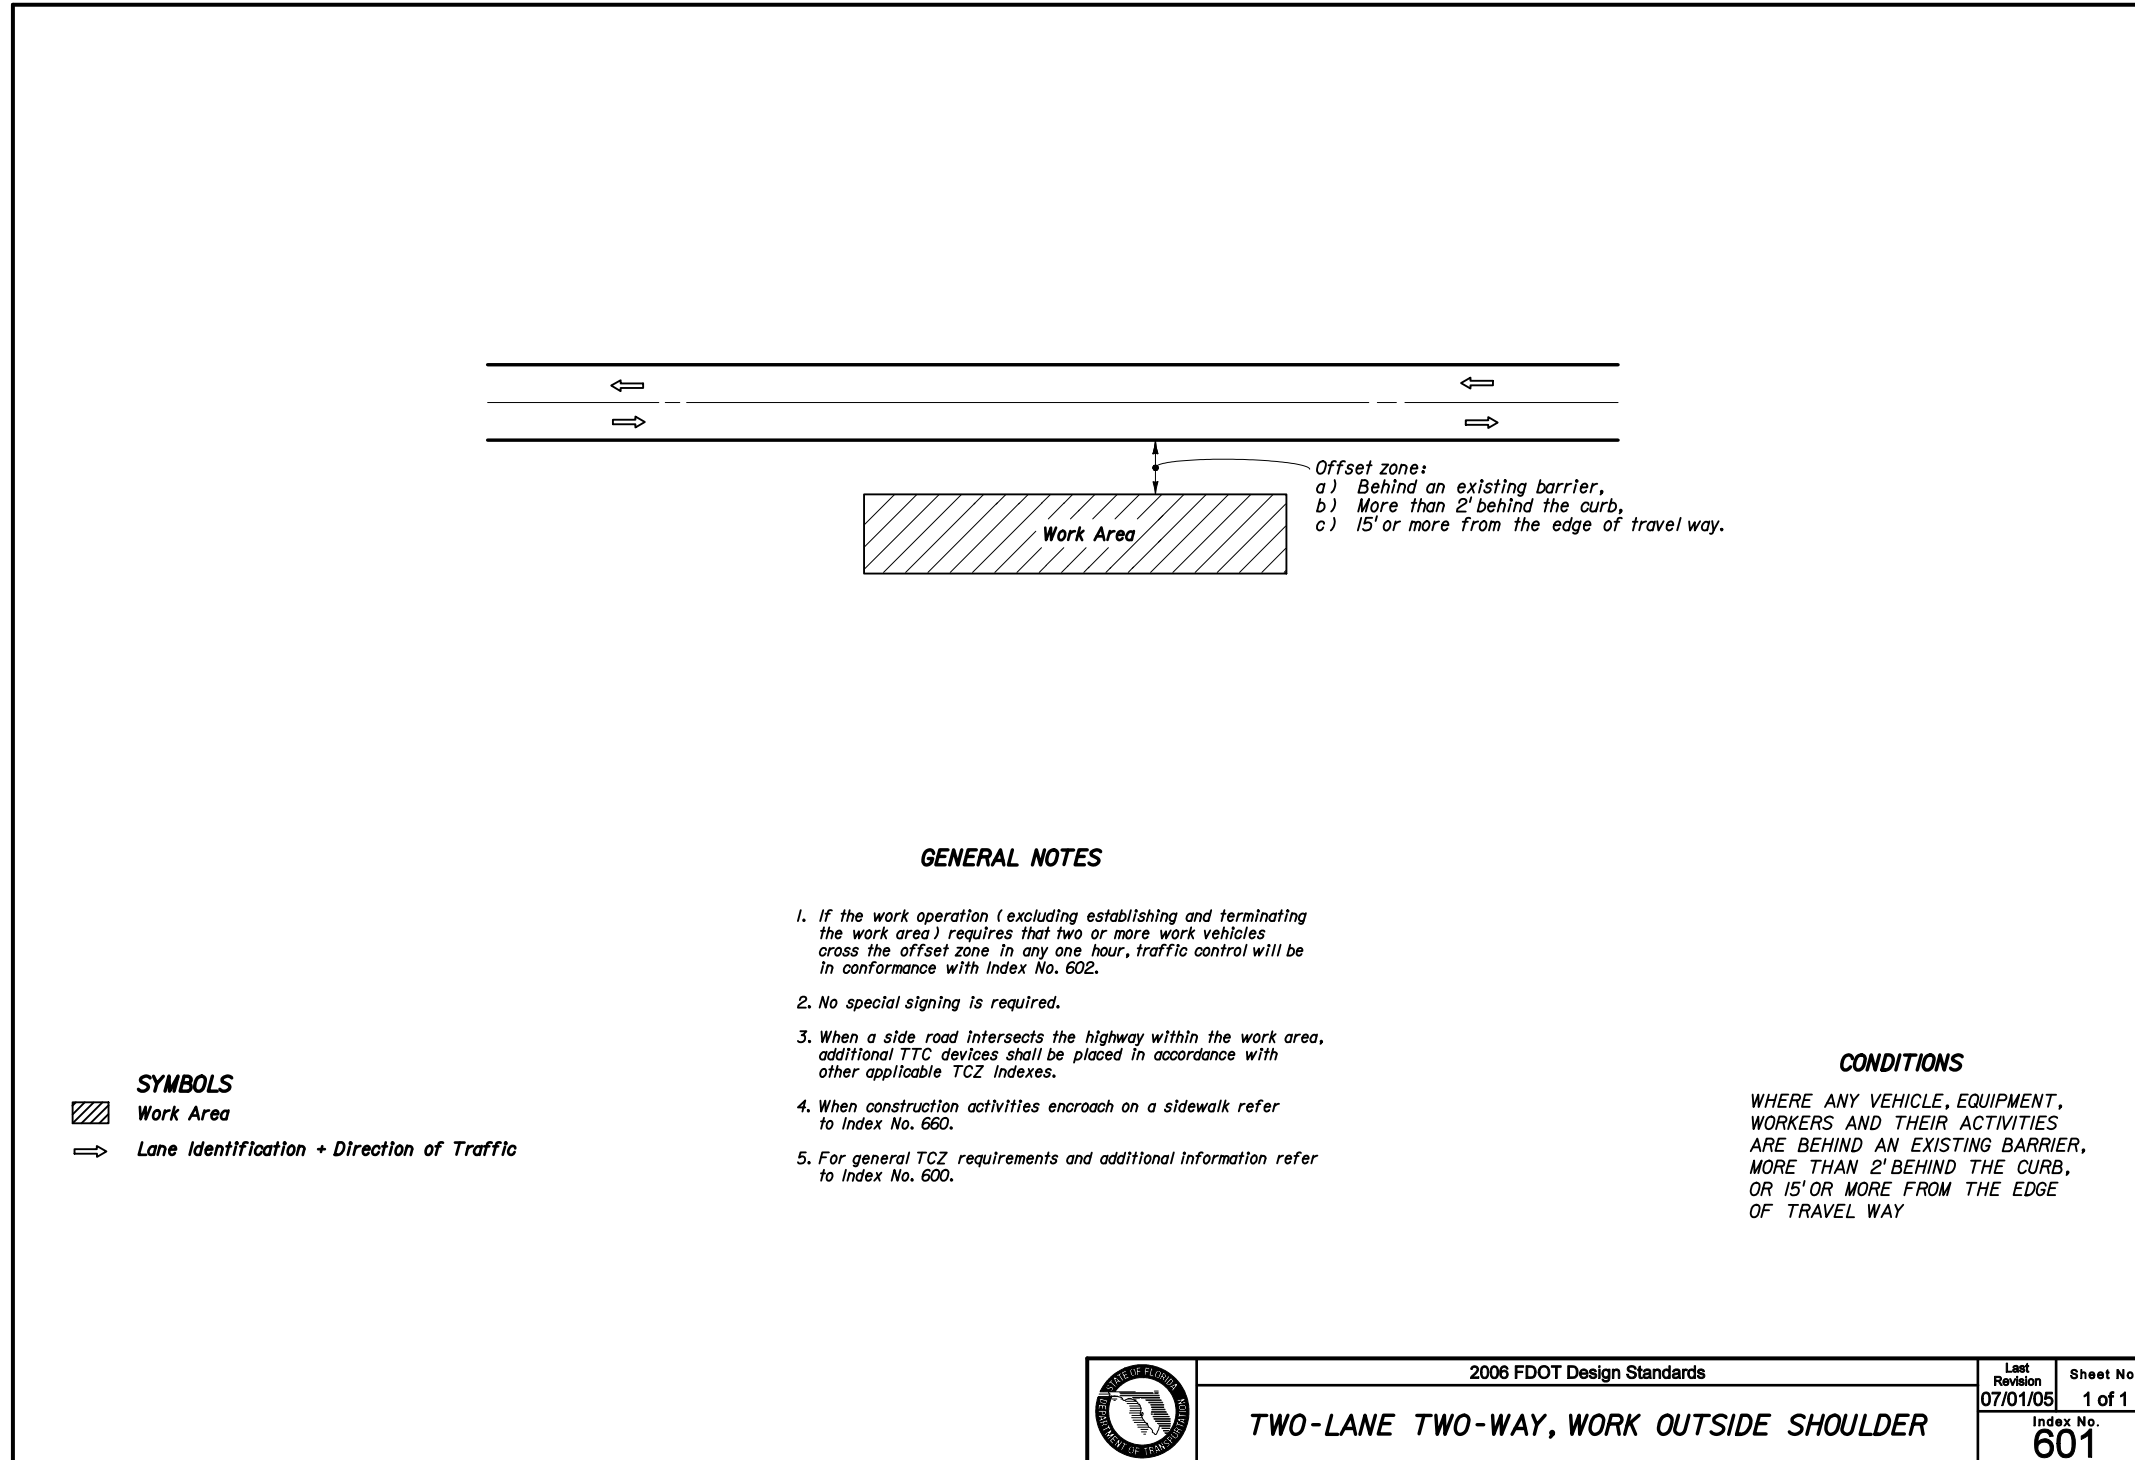 Offset zone:
a) Behind an existing barrier,
b) More than 2' behind the curb,
c) 15' or more from the edge of travel way.
Work Area
GENERAL NOTES
1. If the work operation (excluding establishing and terminating
the work area) requires that two or more work vehicles
cross the offset zone in any one hour, traffic control will be
in conformance with Index No. 602.
2. No special signing is required.
3. When a side road intersects the highway within the work area,
additional TTC devices shall be placed in accordance with
other applicable TCZ Indexes.
4. When construction activities encroach on a sidewalk refer
to Index No. 660.
5. For general TCZ requirements and additional information refer
to Index No. 600.
SYMBOLS
Work Area
Lane Identification + Direction of Traffic
CONDITIONS
WHERE ANY VEHICLE, EQUIPMENT,
WORKERS AND THEIR ACTIVITIES
ARE BEHIND AN EXISTING BARRIER,
MORE THAN 2' BEHIND THE CURB,
OR 15' OR MORE FROM THE EDGE
OF TRAVEL WAY
STATE OF FLORIDA
DEPARTMENT OF TRANSPORTATION
2006 FDOT Design Standards
TWO-LANE TWO-WAY, WORK OUTSIDE SHOULDER
Last
Revision
07/01/05
Sheet No
1 of 1
Index No.
601